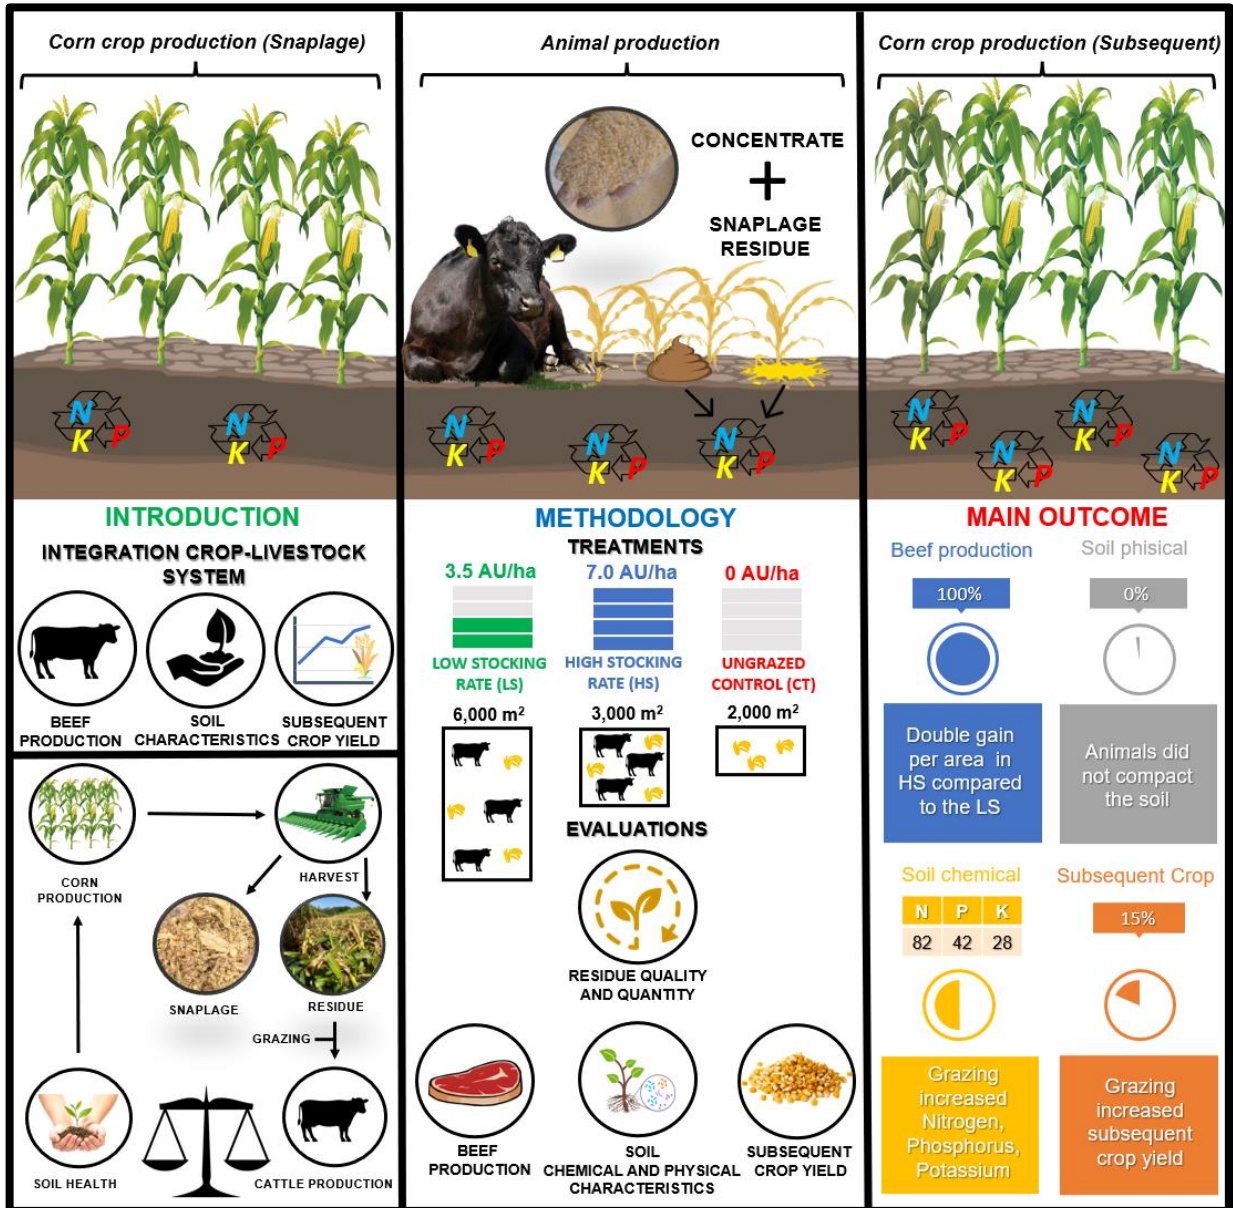 Corn crop production (Snaplage)
N
K
P
N
K
P
Animal production
CONCENTRATE
+
SNAPLAGE
RESIDUE
N
K
P
N
K
P
N
K
P
Corn crop production (Subsequent)
N
K
P
N
K
P
N
K
P
N
K
P
INTRODUCTION
INTEGRATION CROP-LIVESTOCK
SYSTEM
BEEF
PRODUCTION
SOIL
CHARACTERISTICS
SUBSEQUENT
CROP YIELD
CORN
PRODUCTION
HARVEST
SNAPLAGE
RESIDUE
GRAZING
SOIL HEALTH
CATTLE PRODUCTION
METHODOLOGY
TREATMENTS
3.5 AU/ha
LOW STOCKING
RATE (LS)
6,000 m²
7.0 AU/ha
HIGH STOCKING
RATE (HS)
3,000 m²
0 AU/ha
UNGRAZED
CONTROL (CT)
2,000 m²
EVALUATIONS
RESIDUE QUALITY
AND QUANTITY
BEEF
PRODUCTION
SOIL
CHEMICAL AND PHYSICAL
CHARACTERISTICS
SUBSEQUENT
CROP YIELD
MAIN OUTCOME
Beef production
100%
Double gain
per area in
HS compared
to the LS
Soil phisical
0%
Animals did
not compact
the soil
Soil chemical
N P K
82 42 28
Grazing
increased
Nitrogen,
Phosphorus,
Potassium
Subsequent Crop
15%
Grazing
increased
subsequent
crop yield